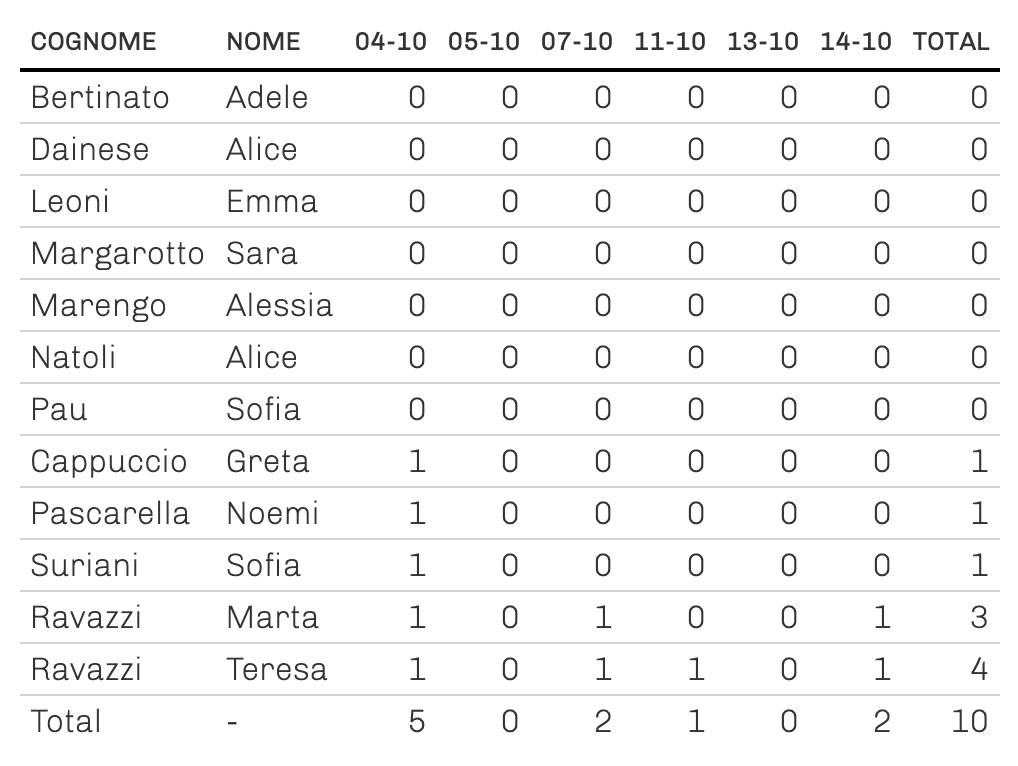 COGNOME NOME 04-10 05-10 07-10 11-10 13-10 14-10 TOTAL
Bertinato Adele 0 0 0 0 0 0 0
Dainese Alice 0 0 0 0 0 0 0
Leoni Emma 0 0 0 0 0 0 0
Margarotto Sara 0 0 0 0 0 0 0
Marengo Alessia 0 0 0 0 0 0 0
Natoli Alice 0 0 0 0 0 0 0
Pau Sofia 0 0 0 0 0 0 0
Cappuccio Greta 1 0 0 0 0 0 1
Pascarella Noemi 1 0 0 0 0 0 1
Suriani Sofia 1 0 0 0 0 0 1
Ravazzi Marta 1 0 1 0 0 1 3
Ravazzi Teresa 1 0 1 1 0 1 4
Total - 5 0 2 1 0 2 10